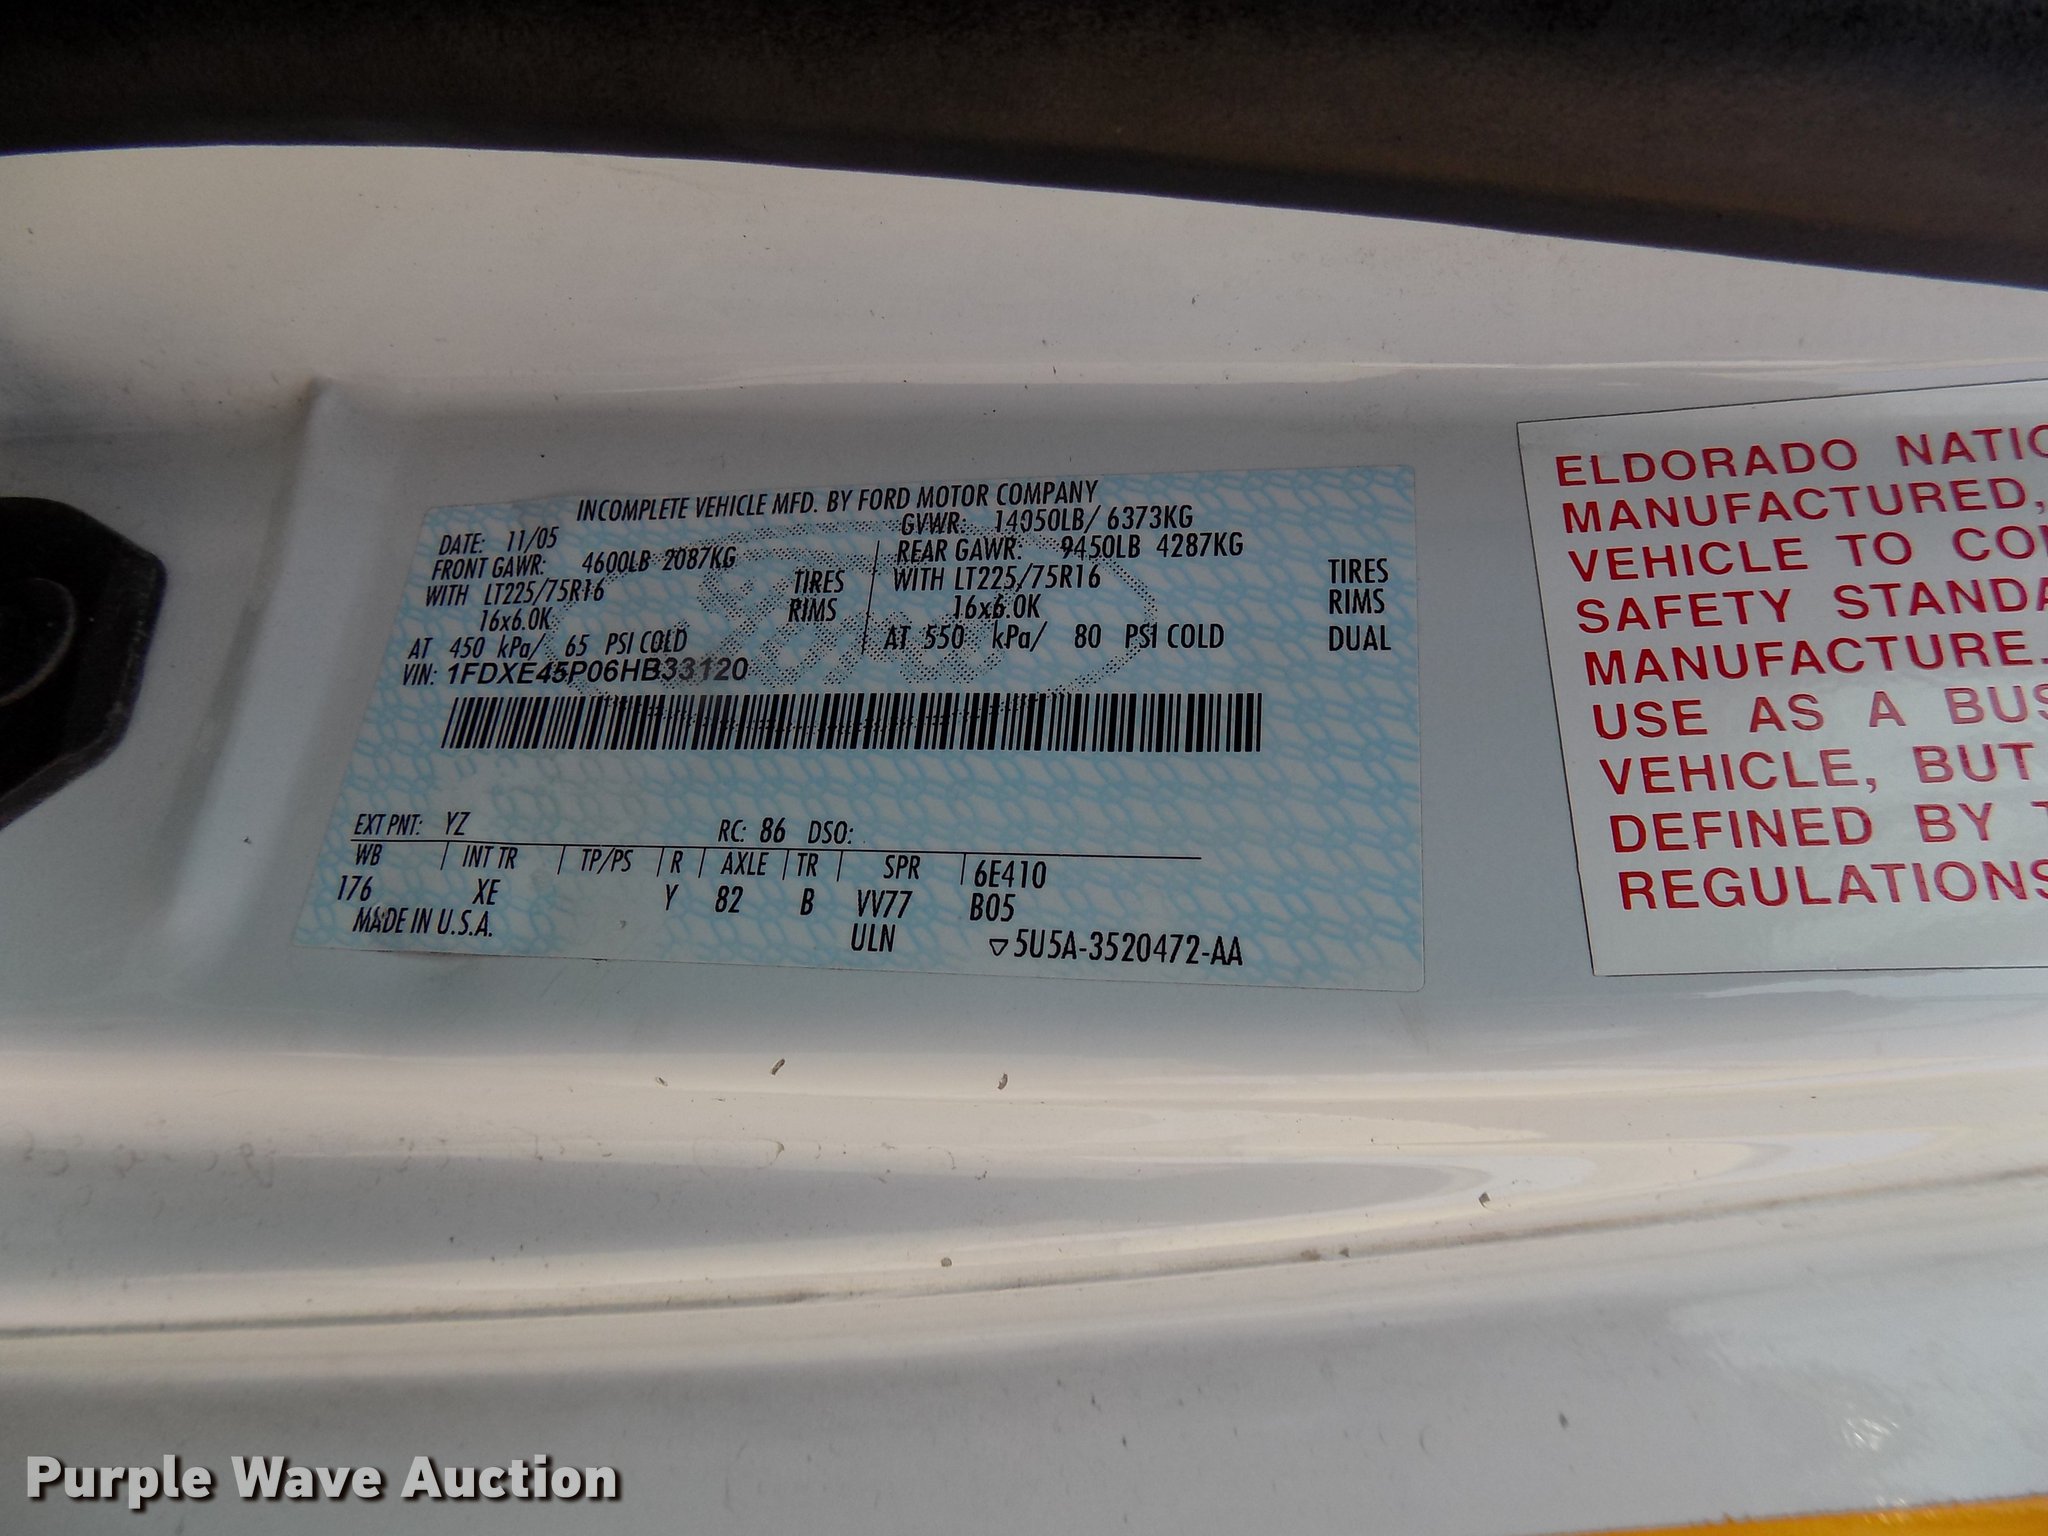 INCOMPLETE VEHICLE MFD. BY FORD MOTOR COMPANY
DATE: 11/05 GVWR: 14050LB/ 6373KG
FRONT GAWR: 4600LB 2087KG REAR GAWR: 9450LB 4287KG
WITH LT225/75R16 TIRES WITH LT225/75R16 TIRES
16x6.0K RIMS 16x6.0K RIMS
AT 450 kPa/ 65 PSI COLD AT 550 kPa/ 80 PSI COLD DUAL
VIN: 1FDXE45P06HB33120
EXT PNT: YZ RC: 86 DSO:
WB INT TR TP/PS R AXLE TR SPR 6E410
176 XE Y 82 B VV77 B05
MADE IN U.S.A. ULN ▽5U5A-3520472-AA
ELDORADO NATIO
MANUFACTURED,
VEHICLE TO CO
SAFETY STANDA
MANUFACTURE.
USE AS A BUS
VEHICLE, BUT
DEFINED BY T
REGULATIONS
Purple Wave Auction